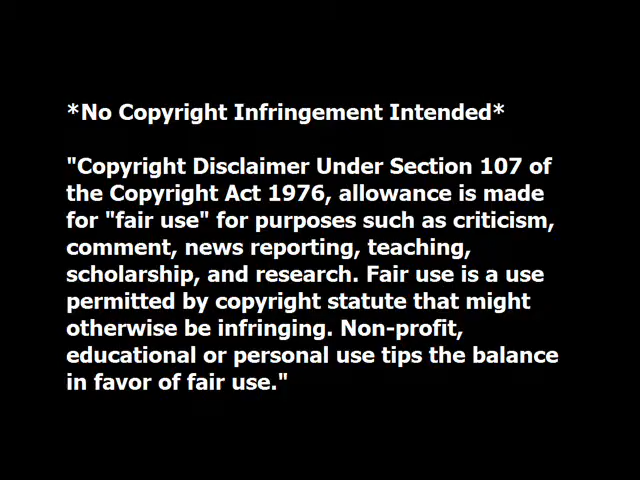 *No Copyright Infringement Intended*
"Copyright Disclaimer Under Section 107 of
the Copyright Act 1976, allowance is made
for "fair use" for purposes such as criticism,
comment, news reporting, teaching,
scholarship, and research. Fair use is a use
permitted by copyright statute that might
otherwise be infringing. Non-profit,
educational or personal use tips the balance
in favor of fair use."